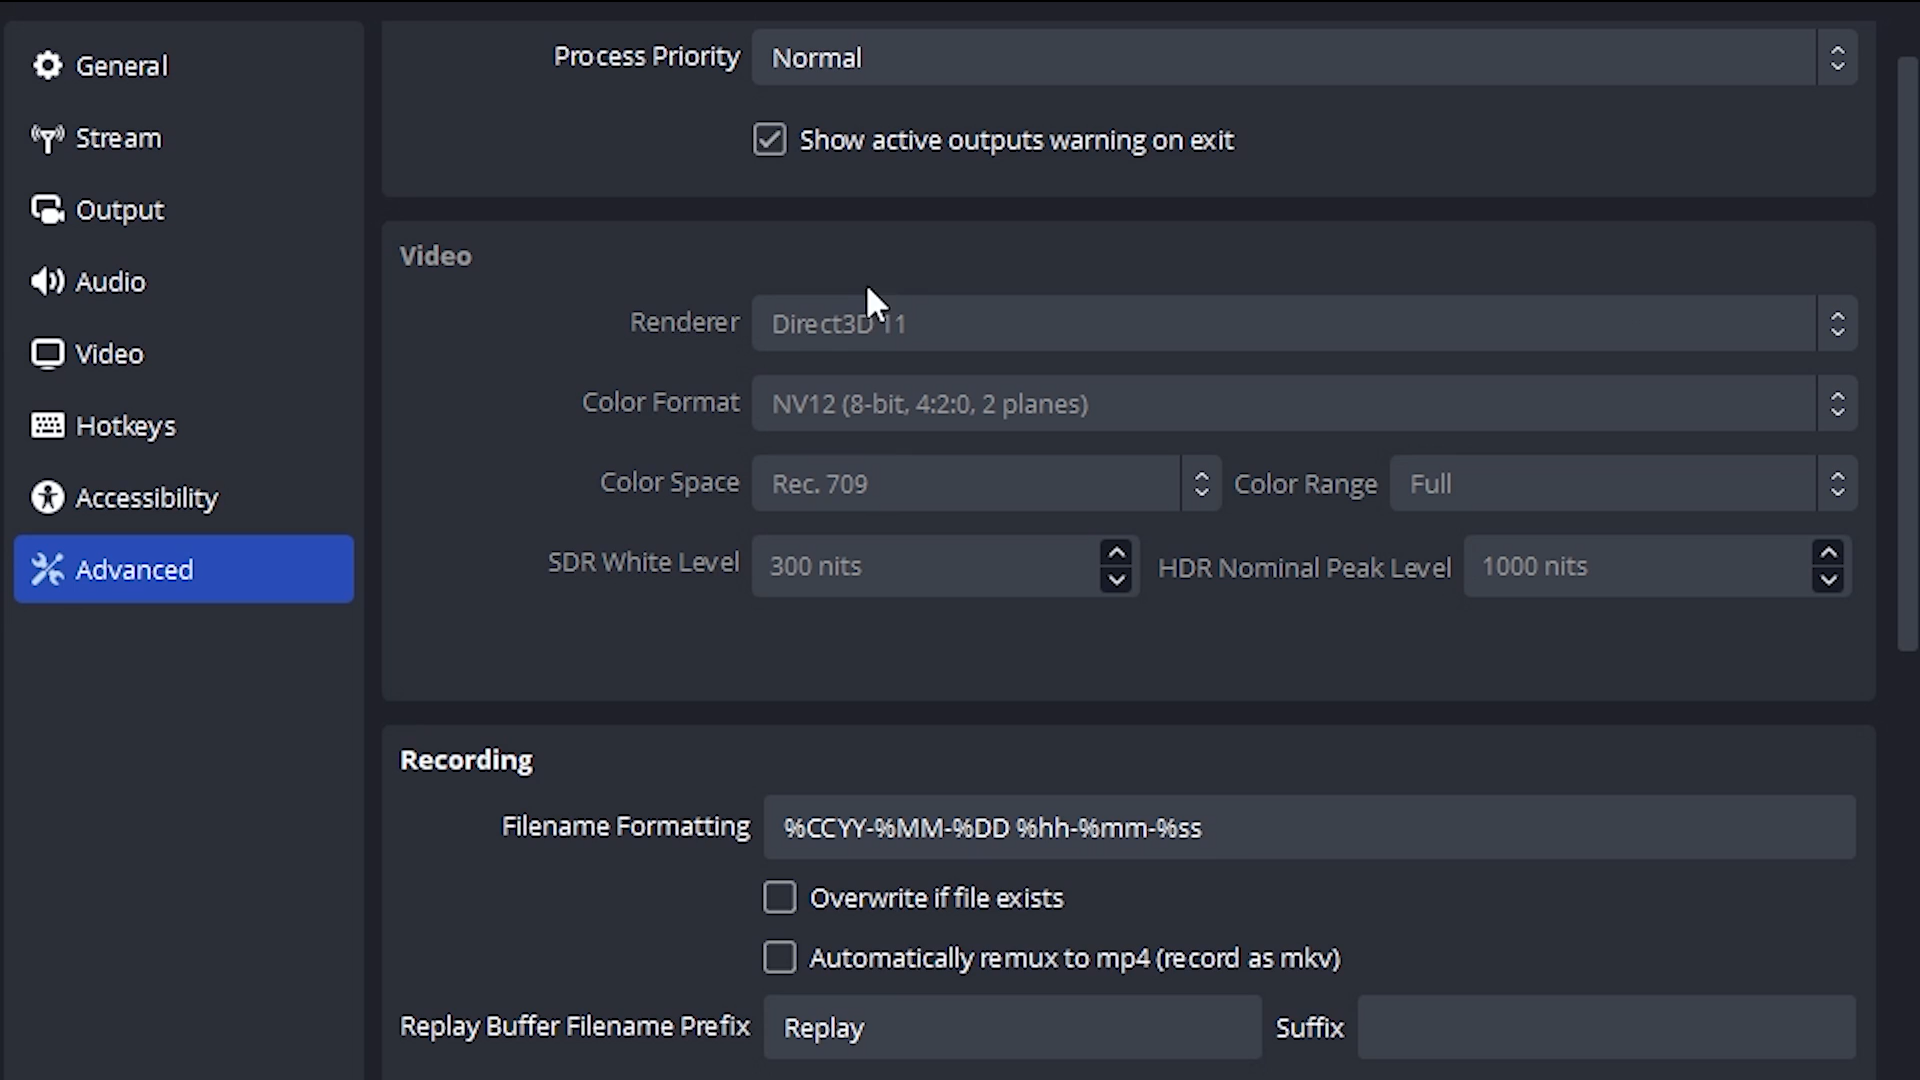 General
Stream
Output
Audio
Video
Hotkeys
Accessibility
Advanced
Process Priority Normal
Show active outputs warning on exit
Video
Renderer Direct3D 11
Color Format NV12 (8-bit, 4:2:0, 2 planes)
Color Space Rec. 709 Color Range Full
SDR White Level 300 nits HDR Nominal Peak Level 1000 nits
Recording
Filename Formatting %CCYY-%MM-%DD %hh-%mm-%ss
Overwrite if file exists
Automatically remux to mp4 (record as mkv)
Replay Buffer Filename Prefix Replay Suffix